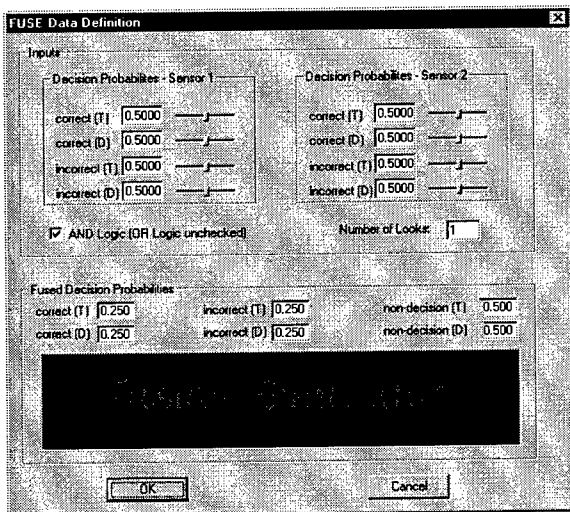 FUSE Data Definition
Inputs
Decision Probabilites - Sensor 1
correct (T) 0.5000
correct (D) 0.5000
incorrect (T) 0.5000
incorrect (D) 0.5000
Decision Probabilites - Sensor 2
correct (T) 0.5000
correct (D) 0.5000
incorrect (T) 0.5000
incorrect (D) 0.5000
AND Logic (OR Logic unchecked)
Number of Looks: 1
Fused Decision Probabilities
correct (T) 0.250 incorrect (T) 0.250 non-decision (T) 0.500
correct (D) 0.250 incorrect (D) 0.250 non-decision (D) 0.500
OK Cancel